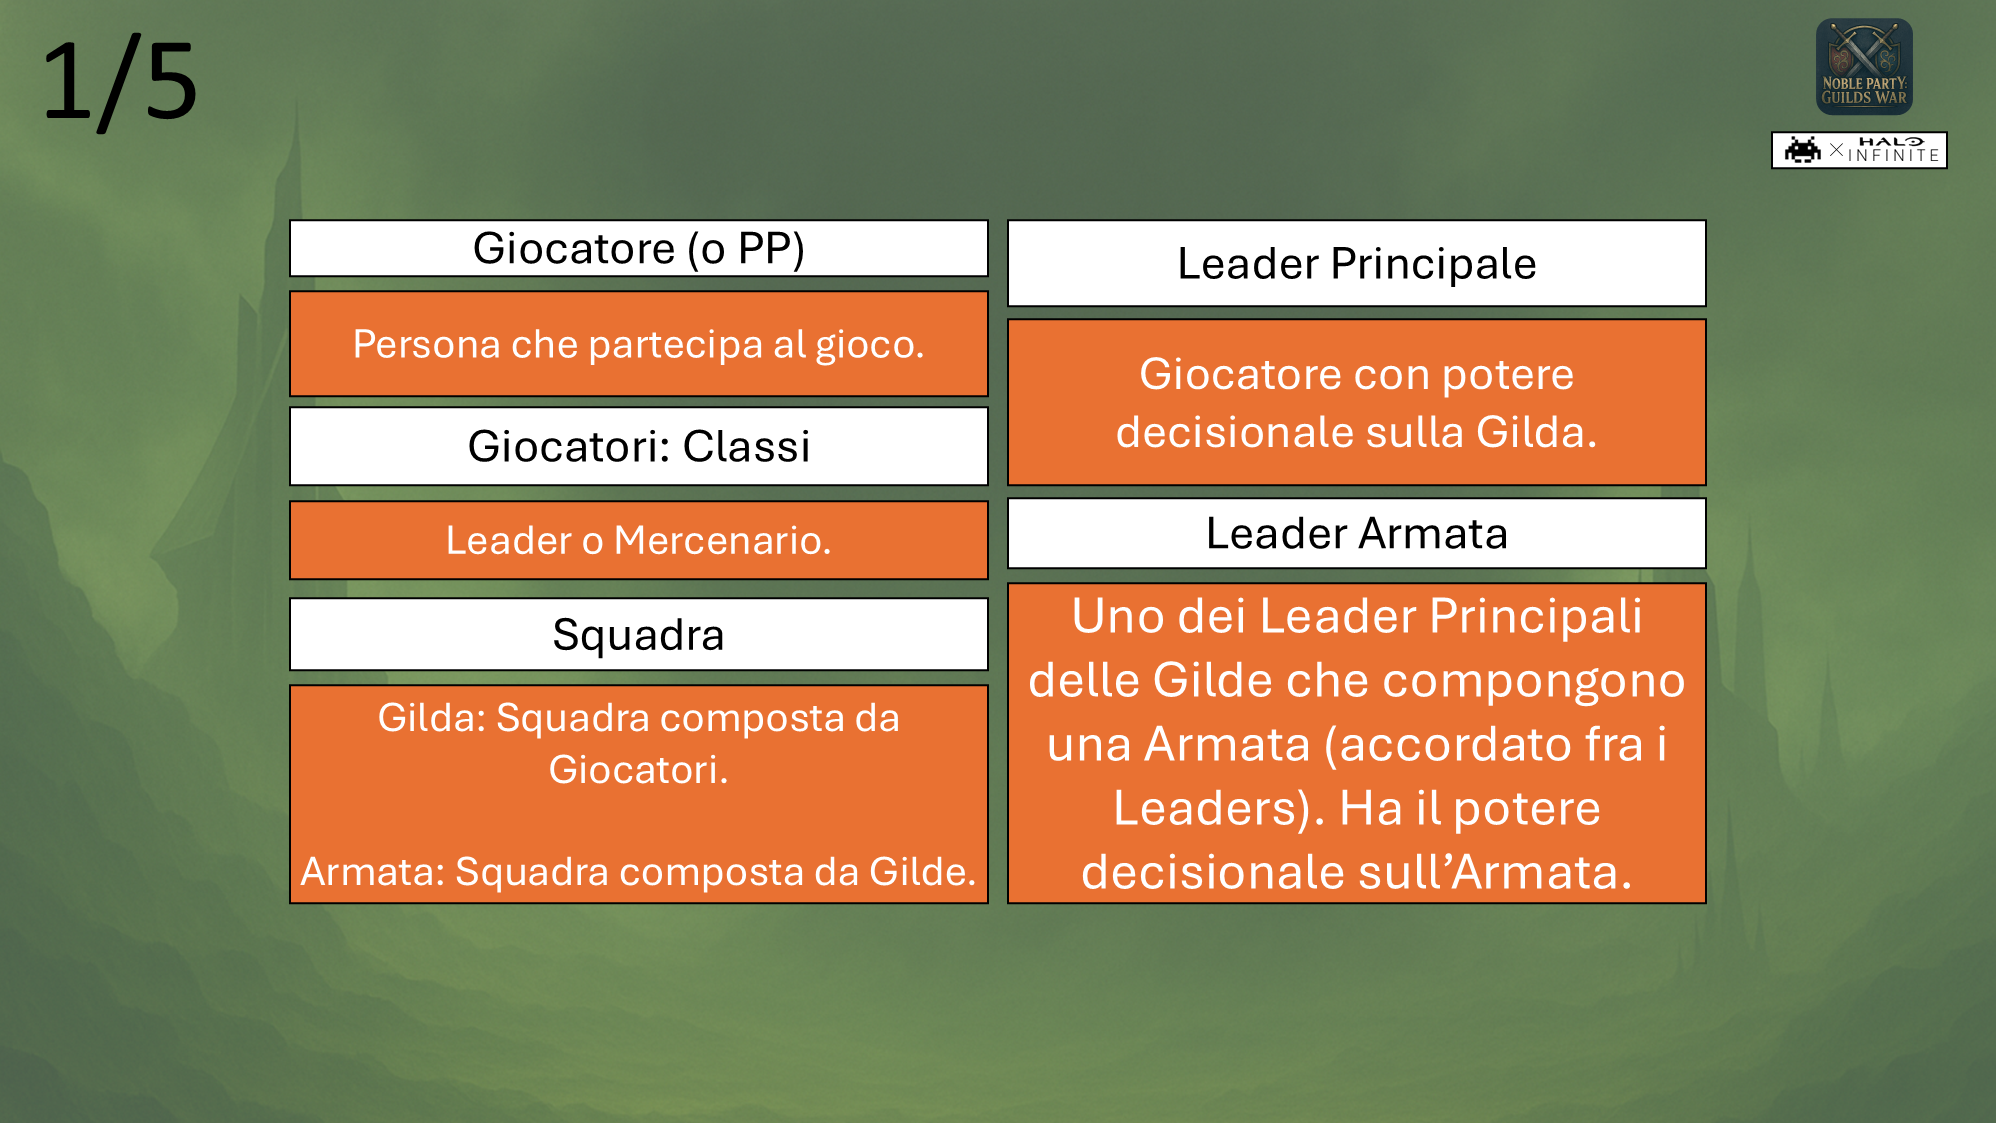 1/5
NOBLE PARTY:
GUILDS WAR
× HALO
INFINITE
Giocatore (o PP)
Persona che partecipa al gioco.
Giocatori: Classi
Leader o Mercenario.
Squadra
Gilda: Squadra composta da
Giocatori.
Armata: Squadra composta da Gilde.
Leader Principale
Giocatore con potere
decisionale sulla Gilda.
Leader Armata
Uno dei Leader Principali
delle Gilde che compongono
una Armata (accordato fra i
Leaders). Ha il potere
decisionale sull’Armata.